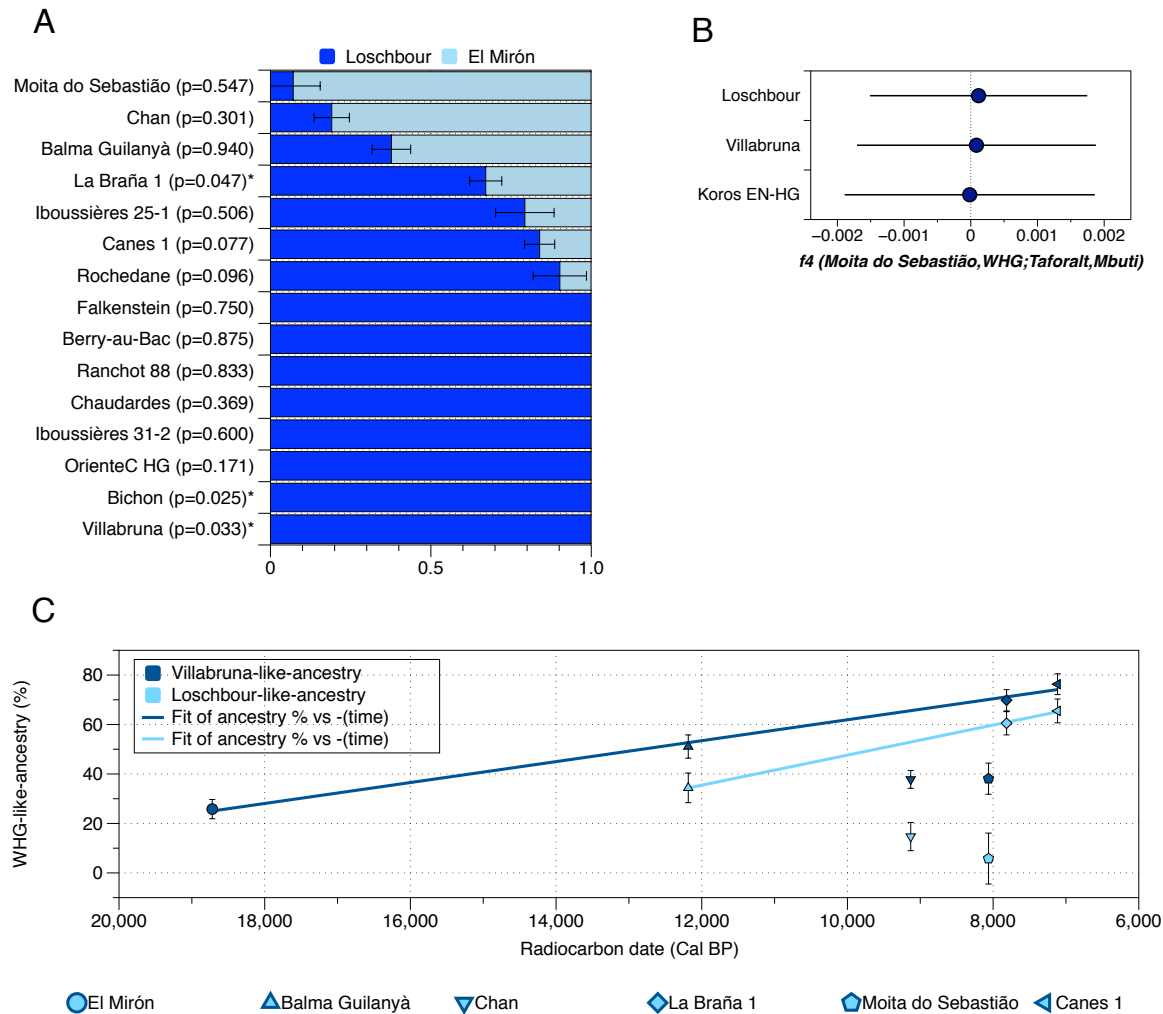 A
Loschbour El Mirón
Moita do Sebastião (p=0.547)
Chan (p=0.301)
Balma Guilanyà (p=0.940)
La Braña 1 (p=0.047)*
Iboussières 25-1 (p=0.506)
Canes 1 (p=0.077)
Rochedane (p=0.096)
Falkenstein (p=0.750)
Berry-au-Bac (p=0.875)
Ranchot 88 (p=0.833)
Chaudardes (p=0.369)
Iboussières 31-2 (p=0.600)
OrienteC HG (p=0.171)
Bichon (p=0.025)*
Villabruna (p=0.033)*
0 0.5 1.0
B
Loschbour
Villabruna
Koros EN-HG
−0.002 −0.001 0 0.001 0.002
f4 (Moita do Sebastião,WHG;Taforalt,Mbuti)
C
Villabruna-like-ancestry
Loschbour-like-ancestry
Fit of ancestry % vs -(time)
Fit of ancestry % vs -(time)
WHG-like-ancestry (%)
80
60
40
20
0
20,000 18,000 16,000 14,000 12,000 10,000 8,000 6,000
Radiocarbon date (Cal BP)
El Mirón Balma Guilanyà Chan La Braña 1 Moita do Sebastião Canes 1